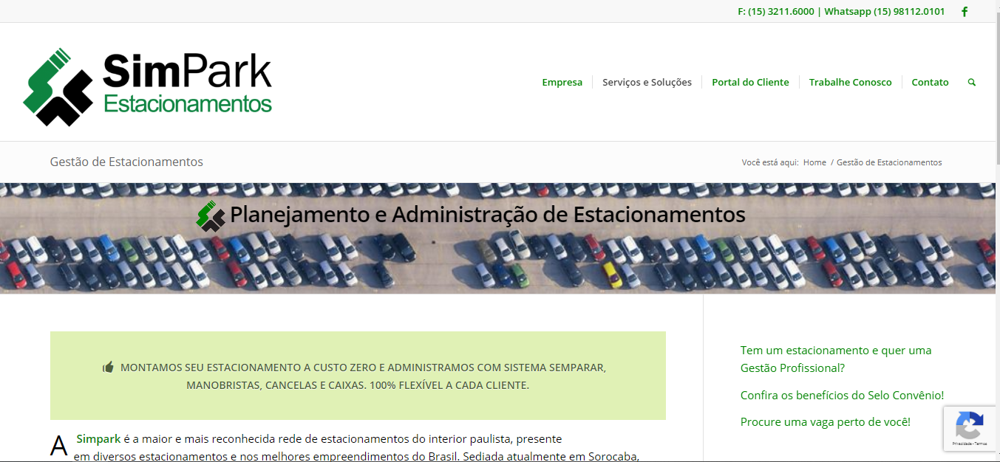 F: (15) 3211.6000 | Whatsapp (15) 98112.0101
SimPark
Estacionamentos
Empresa
Serviços e Soluções
Portal do Cliente
Trabalhe Conosco
Contato
Gestão de Estacionamentos
Você está aqui: Home / Gestão de Estacionamentos
Planejamento e Administração de Estacionamentos
MONTAMOS SEU ESTACIONAMENTO A CUSTO ZERO E ADMINISTRAMOS COM SISTEMA SEMPARAR,
MANOBRISTAS, CANCELAS E CAIXAS. 100% FLEXÍVEL A CADA CLIENTE.
A Simpark é a maior e mais reconhecida rede de estacionamentos do interior paulista, presente
em diversos estacionamentos e nos melhores empreendimentos do Brasil. Sediada atualmente em Sorocaba,
Tem um estacionamento e quer uma
Gestão Profissional?
Confira os benefícios do Selo Convênio!
Procure uma vaga perto de você!
Privacidade - Termos